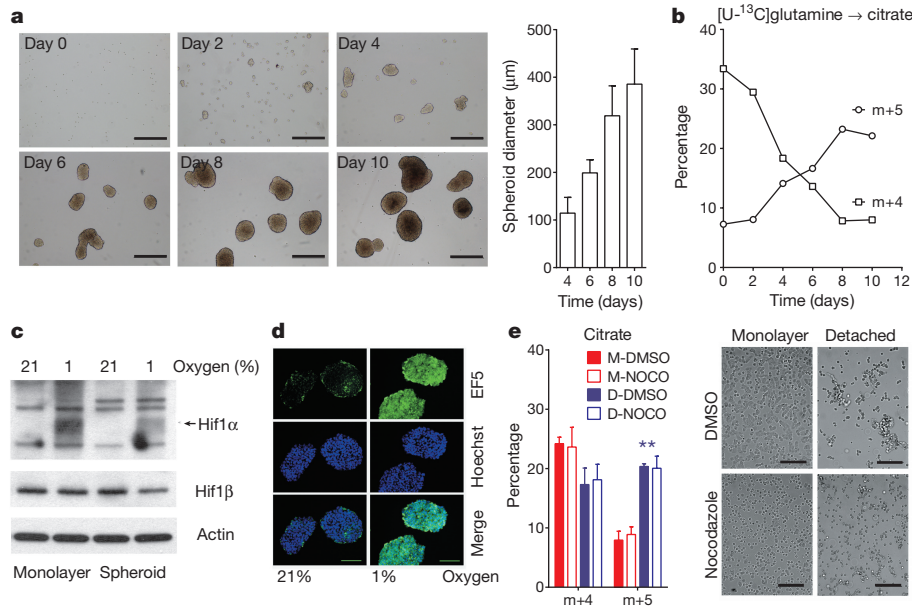 a
Day 0
Day 2
Day 4
Day 6
Day 8
Day 10
Spheroid diameter (μm)
500
400
300
200
100
0
4 6 8 10
Time (days)
b
[U-¹³C]glutamine → citrate
Percentage
40
30
20
10
0
m+5
m+4
0 2 4 6 8 10 12
Time (days)
c
21 1 21 1 Oxygen (%)
Hif1α
Hif1β
Actin
Monolayer Spheroid
d
EF5
Hoechst
Merge
21% 1% Oxygen
e
Citrate
M-DMSO
M-NOCO
D-DMSO
D-NOCO
**
Percentage
40
30
20
10
0
m+4 m+5
Monolayer Detached
DMSO
Nocodazole